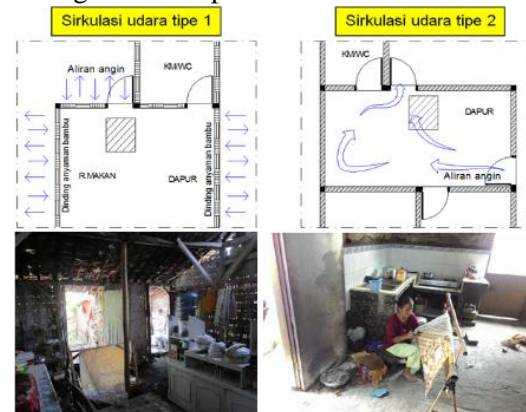 Sirkulasi udara tipe 1
Sirkulasi udara tipe 2
Aliran angin
KM/WC
Dinding anyaman bambu
R.MAKAN
DAPUR
Dinding anyaman bambu
KM/WC
DAPUR
Aliran angin